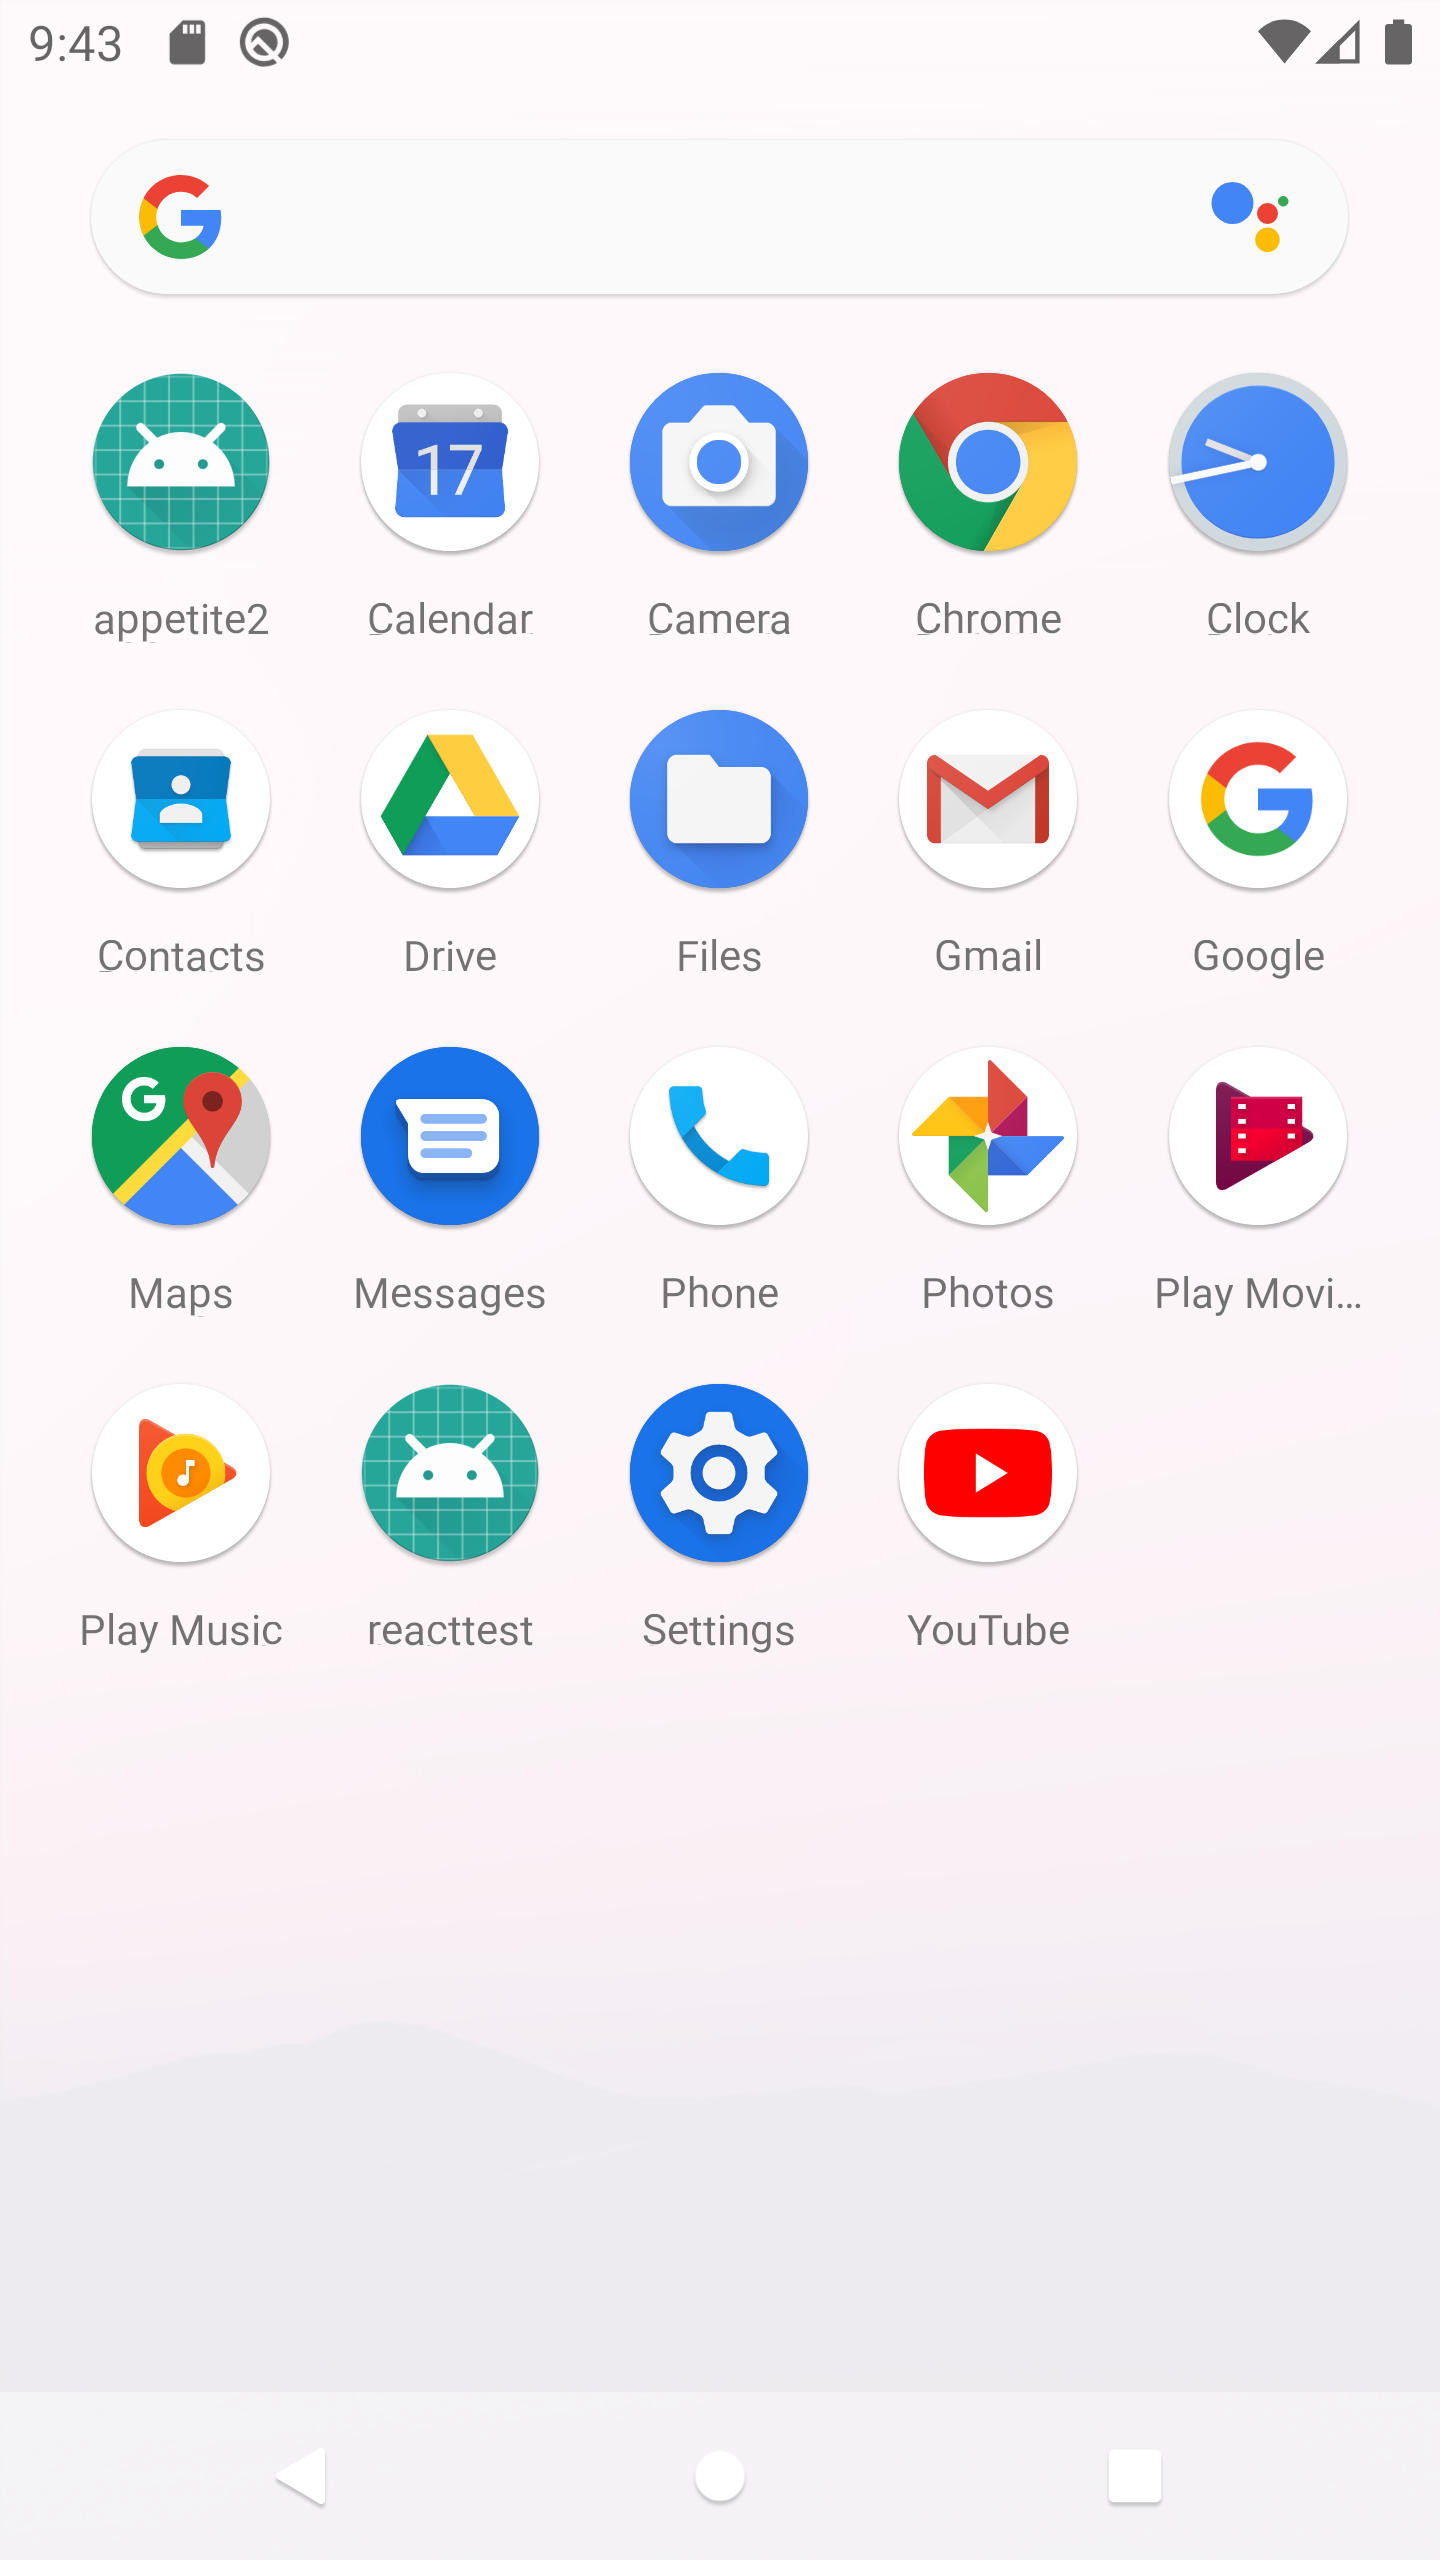 9:43
appetite2
Calendar
Camera
Chrome
Clock
Contacts
Drive
Files
Gmail
Google
Maps
Messages
Phone
Photos
Play Movi...
Play Music
reacttest
Settings
YouTube